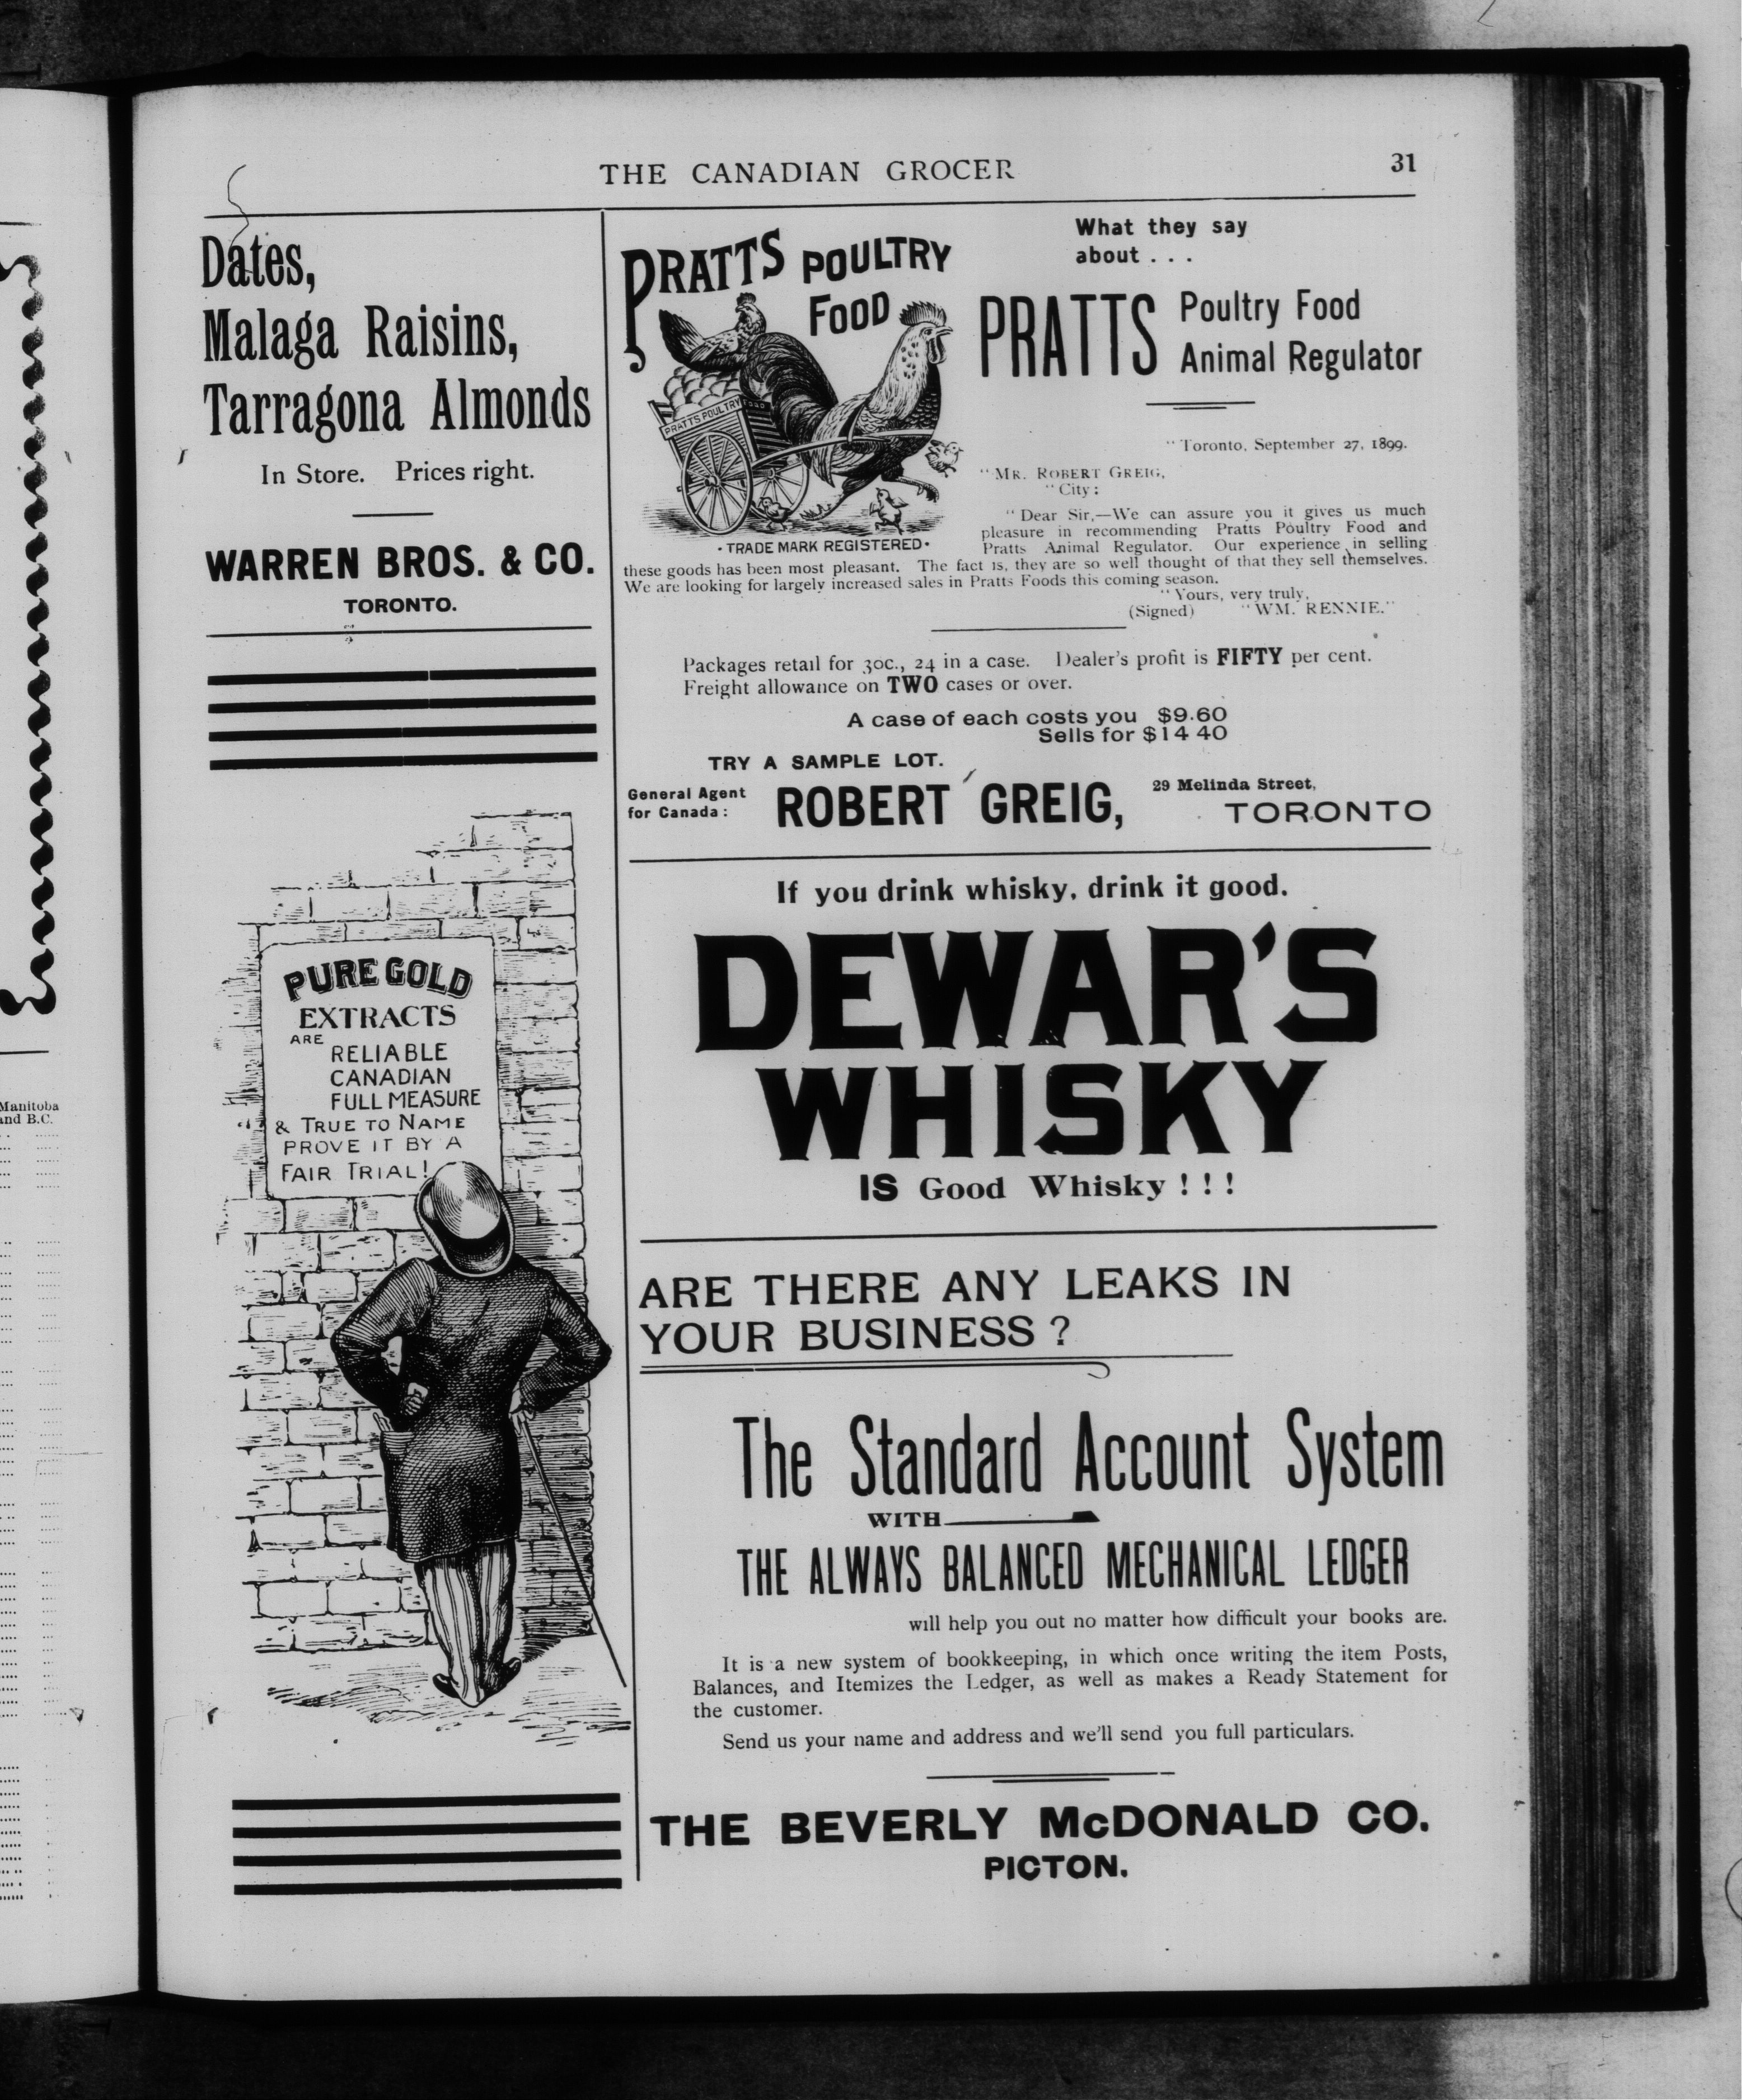 Manitoba
and B.C.
THE CANADIAN GROCER
31
Dates,
Malaga Raisins,
Tarragona Almonds
In Store. Prices right.
WARREN BROS. & CO.
TORONTO.
PURE GOLD
EXTRACTS
ARE
RELIABLE
CANADIAN
FULL MEASURE
& TRUE TO NAME
PROVE IT BY A
FAIR TRIAL!
PRATTS POULTRY
FOOD
PRATTS POULTRY FOOD
· TRADE MARK REGISTERED ·
What they say
about . . .
PRATTS
Poultry Food
Animal Regulator
"Toronto, September 27, 1899.
"MR. ROBERT GREIG,
"City:
"Dear Sir,—We can assure you it gives us much
pleasure in recommending Pratts Poultry Food and
Pratts Animal Regulator. Our experience in selling
these goods has been most pleasant. The fact is, they are so well thought of that they sell themselves.
We are looking for largely increased sales in Pratts Foods this coming season.
"Yours, very truly,
(Signed) "WM. RENNIE."
Packages retail for 30c., 24 in a case. Dealer's profit is FIFTY per cent.
Freight allowance on TWO cases or over.
A case of each costs you $9.60
Sells for $14 40
TRY A SAMPLE LOT.
General Agent
for Canada:
ROBERT GREIG,
29 Melinda Street,
TORONTO
If you drink whisky, drink it good.
DEWAR'S
WHISKY
IS Good Whisky ! ! !
ARE THERE ANY LEAKS IN
YOUR BUSINESS ?
The Standard Account System
WITH
THE ALWAYS BALANCED MECHANICAL LEDGER
will help you out no matter how difficult your books are.
It is a new system of bookkeeping, in which once writing the item Posts,
Balances, and Itemizes the Ledger, as well as makes a Ready Statement for
the customer.
Send us your name and address and we'll send you full particulars.
THE BEVERLY McDONALD CO.
PICTON.